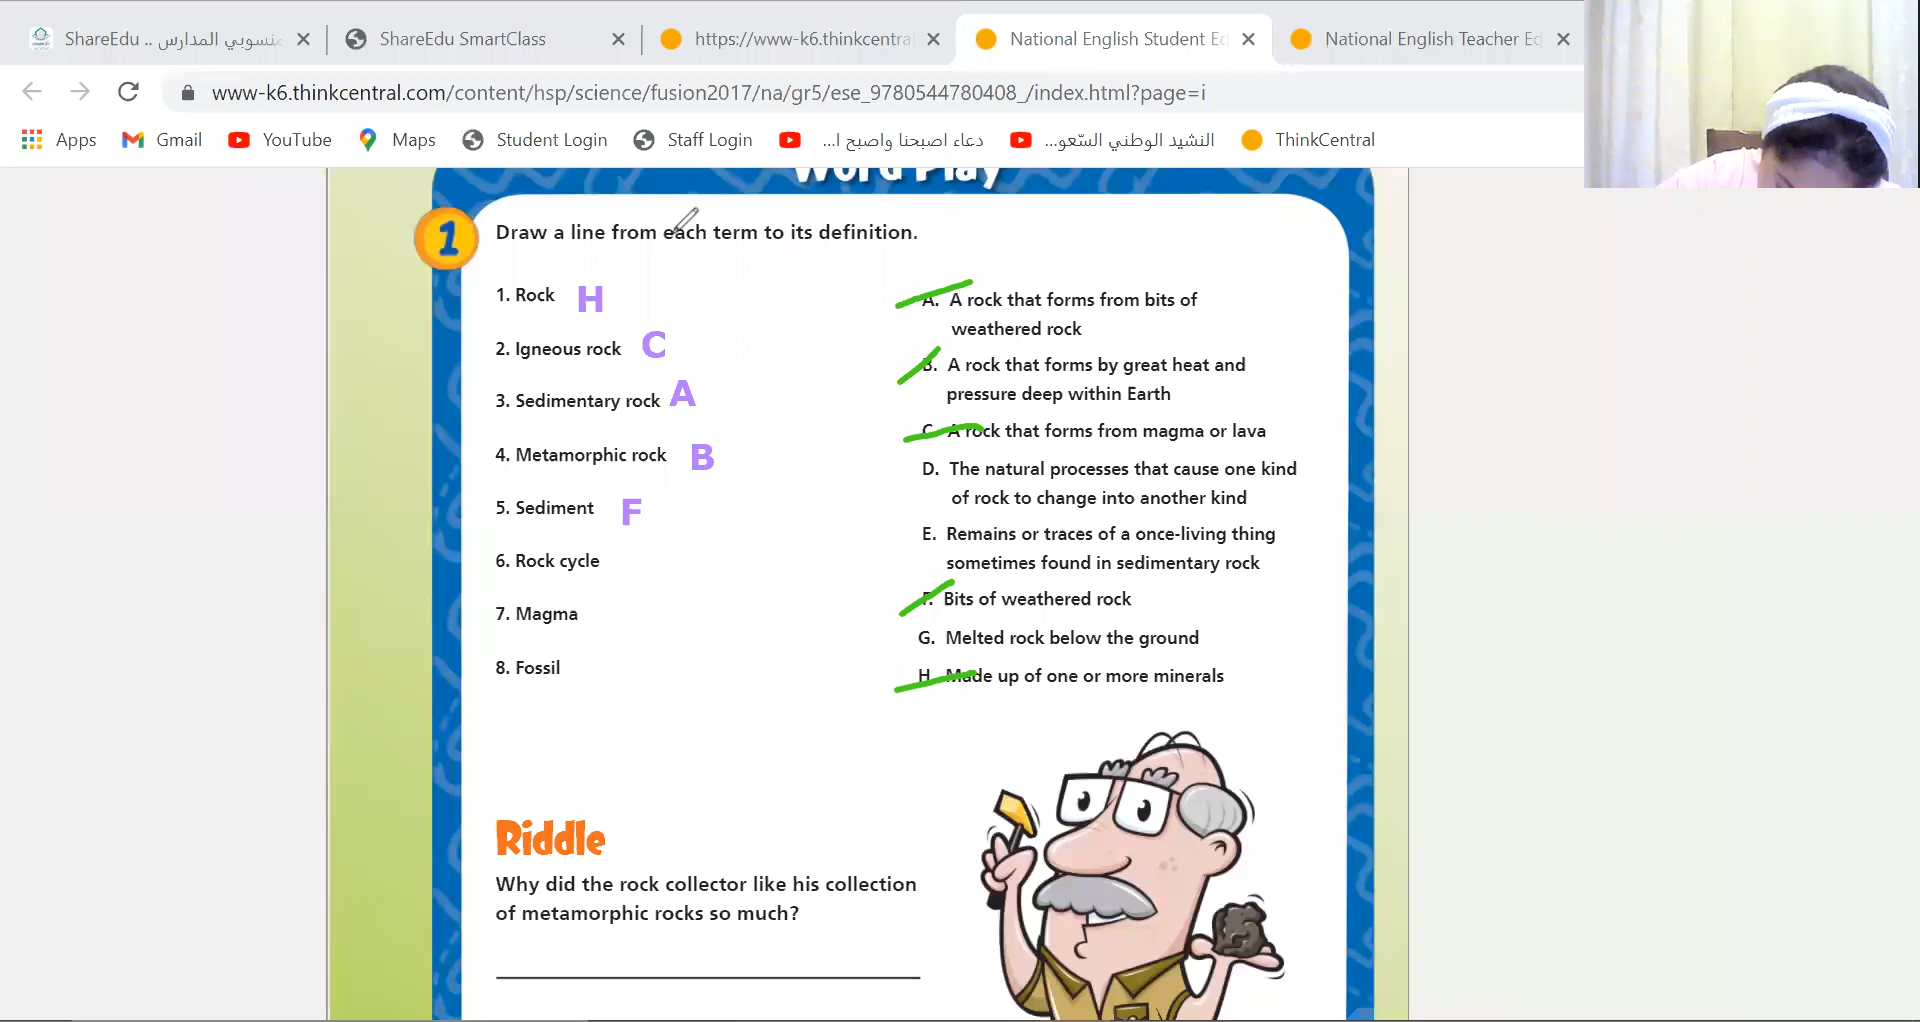 ShareEdu .. منسوبي المدارس
ShareEdu SmartClass
https://www-k6.thinkcentra
National English Student Ed
National English Teacher Ed
www-k6.thinkcentral.com/content/hsp/science/fusion2017/na/gr5/ese_9780544780408_/index.html?page=i
Apps
Gmail
YouTube
Maps
Student Login
Staff Login
دعاء اصبحنا واصبح ا...
النشيد الوطني السّعو...
ThinkCentral
Word Play
1
Draw a line from each term to its definition.
1. Rock H
2. Igneous rock C
3. Sedimentary rock A
4. Metamorphic rock B
5. Sediment F
6. Rock cycle
7. Magma
8. Fossil
A. A rock that forms from bits of
weathered rock
B. A rock that forms by great heat and
pressure deep within Earth
C. A rock that forms from magma or lava
D. The natural processes that cause one kind
of rock to change into another kind
E. Remains or traces of a once-living thing
sometimes found in sedimentary rock
F. Bits of weathered rock
G. Melted rock below the ground
H. Made up of one or more minerals
Riddle
Why did the rock collector like his collection
of metamorphic rocks so much?